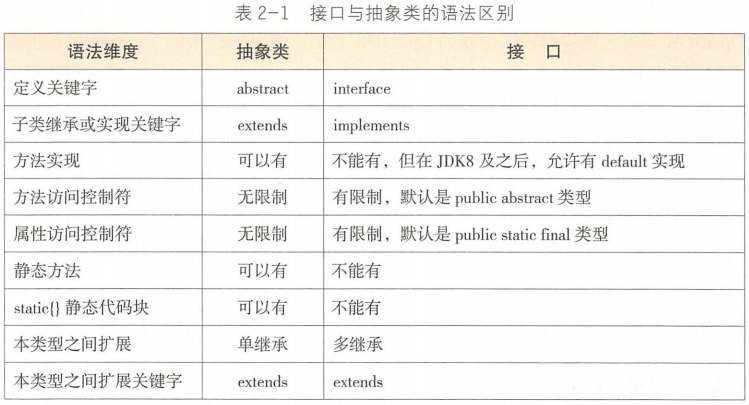 表 2-1 接口与抽象类的语法区别
语法维度 抽象类 接 口
定义关键字 abstract interface
子类继承或实现关键字 extends implements
方法实现 可以有 不能有，但在 JDK8 及之后，允许有 default 实现
方法访问控制符 无限制 有限制，默认是 public abstract 类型
属性访问控制符 无限制 有限制，默认是 public static final 类型
静态方法 可以有 不能有
static{} 静态代码块 可以有 不能有
本类型之间扩展 单继承 多继承
本类型之间扩展关键字 extends extends